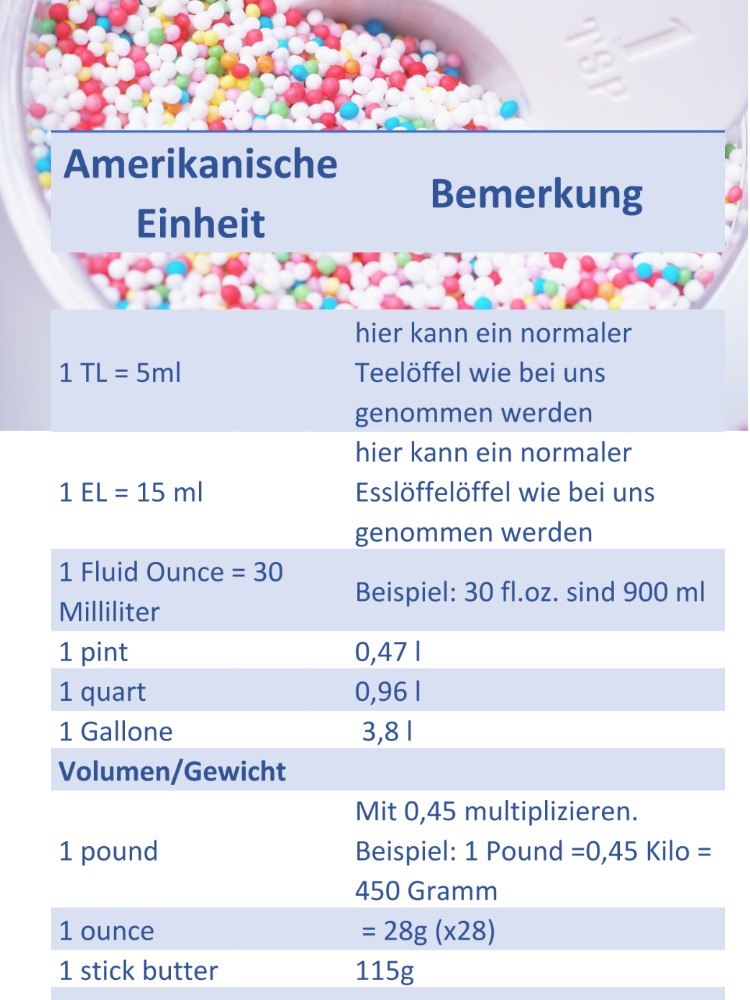 1
TSP
Amerikanische
Einheit
Bemerkung
1 TL = 5ml
hier kann ein normaler
Teelöffel wie bei uns
genommen werden
1 EL = 15 ml
hier kann ein normaler
Esslöffelöffel wie bei uns
genommen werden
1 Fluid Ounce = 30
Milliliter
Beispiel: 30 fl.oz. sind 900 ml
1 pint
0,47 l
1 quart
0,96 l
1 Gallone
3,8 l
Volumen/Gewicht
1 pound
Mit 0,45 multiplizieren.
Beispiel: 1 Pound =0,45 Kilo =
450 Gramm
1 ounce
= 28g (x28)
1 stick butter
115g